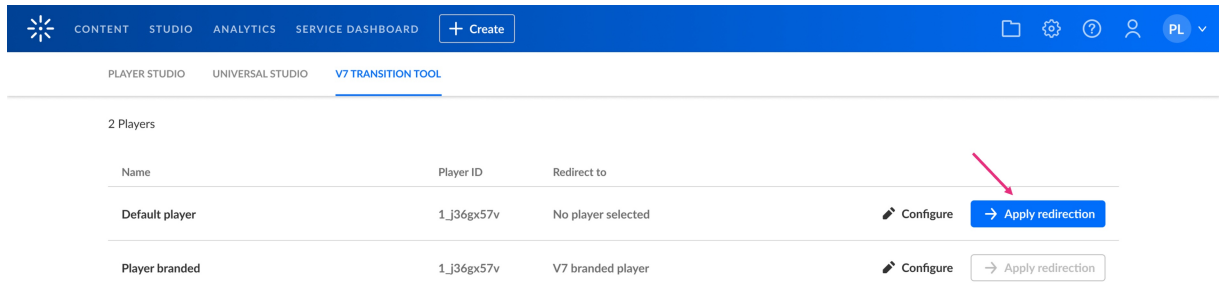 CONTENT STUDIO ANALYTICS SERVICE DASHBOARD + Create PL
PLAYER STUDIO UNIVERSAL STUDIO V7 TRANSITION TOOL
2 Players
Name Player ID Redirect to
Default player 1_j36gx57v No player selected Configure → Apply redirection
Player branded 1_j36gx57v V7 branded player Configure → Apply redirection